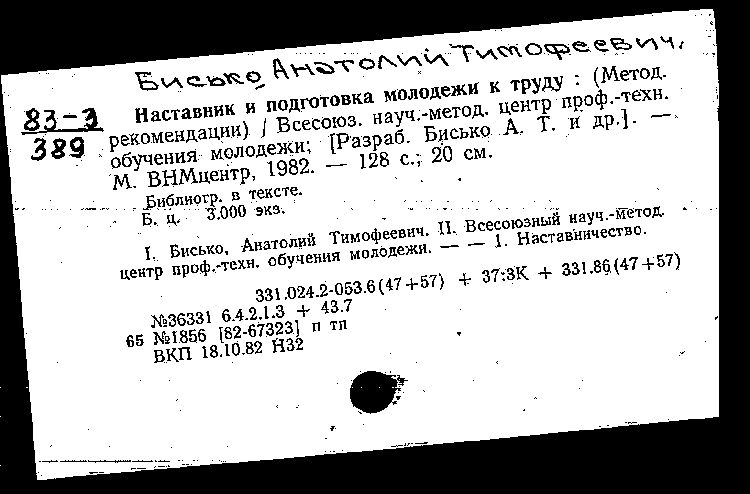 Бисько, Анатолий Тимофеевич.
83-3
389
Наставник и подготовка молодежи к труду : (Метод.
рекомендации) / Всесоюз. науч.-метод. центр проф.-техн.
обучения молодежи; [Разраб. Бисько А. Т. и др.]. —
М. ВНМцентр, 1982. — 128 с.; 20 см.
Библиогр. в тексте.
Б. ц. 3.000 экз.
I. Бисько, Анатолий Тимофеевич. II. Всесоюзный науч.-метод.
центр проф.-техн. обучения молодежи. — — 1. Наставничество.
331.024.2-053.6(47+57) + 37:3К + 331.86(47+57)
№36331 6.4.2.1.3 + 43.7
65 №1856 [82-67323] п тп
ВКП 18.10.82 Н32